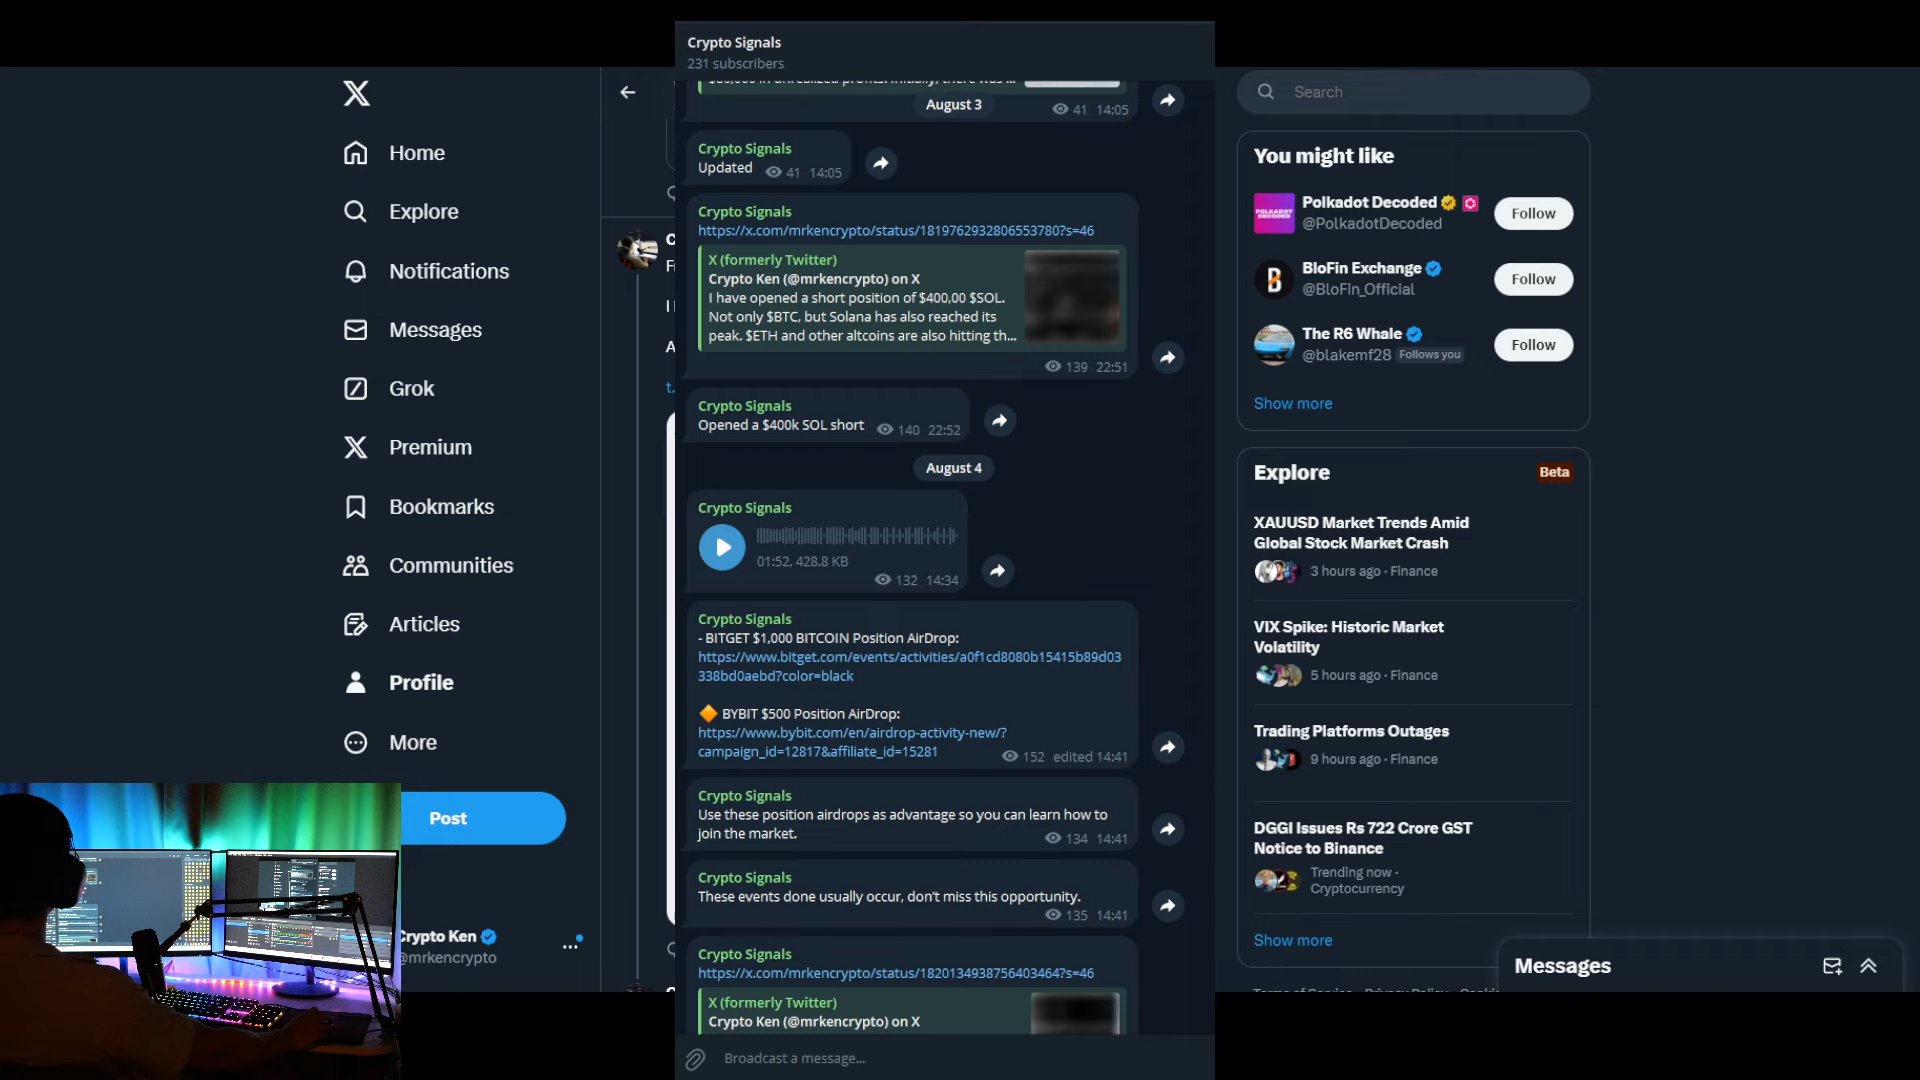 Home
Explore
Notifications
Messages
Grok
Premium
Bookmarks
Communities
Articles
Profile
More
Post
Crypto Ken
@mrkencrypto
Crypto Signals
231 subscribers
August 3
41 14:05
Crypto Signals
Updated 41 14:05
Crypto Signals
https://x.com/mrkencrypto/status/1819762932806553780?s=46
X (formerly Twitter)
Crypto Ken (@mrkencrypto) on X
I have opened a short position of $400,00 $SOL.
Not only $BTC, but Solana has also reached its
peak. $ETH and other altcoins are also hitting th...
139 22:51
Crypto Signals
Opened a $400k SOL short 140 22:52
August 4
Crypto Signals
01:52, 428.8 KB
132 14:34
Crypto Signals
- BITGET $1,000 BITCOIN Position AirDrop:
https://www.bitget.com/events/activities/a0f1cd8080b15415b89d03
338bd0aebd?color=black
🔶 BYBIT $500 Position AirDrop:
https://www.bybit.com/en/airdrop-activity-new/?
campaign_id=12817&affiliate_id=15281 152 edited 14:41
Crypto Signals
Use these position airdrops as advantage so you can learn how to
join the market. 134 14:41
Crypto Signals
These events done usually occur, don't miss this opportunity.
135 14:41
Crypto Signals
https://x.com/mrkencrypto/status/1820134938756403464?s=46
X (formerly Twitter)
Crypto Ken (@mrkencrypto) on X
Broadcast a message...
Search
You might like
Polkadot Decoded
@PolkadotDecoded
Follow
BloFin Exchange
@BloFin_Official
Follow
The R6 Whale
@blakemf28 Follows you
Follow
Show more
Explore Beta
XAUUSD Market Trends Amid
Global Stock Market Crash
3 hours ago · Finance
VIX Spike: Historic Market
Volatility
5 hours ago · Finance
Trading Platforms Outages
9 hours ago · Finance
DGGI Issues Rs 722 Crore GST
Notice to Binance
Trending now ·
Cryptocurrency
Show more
Messages